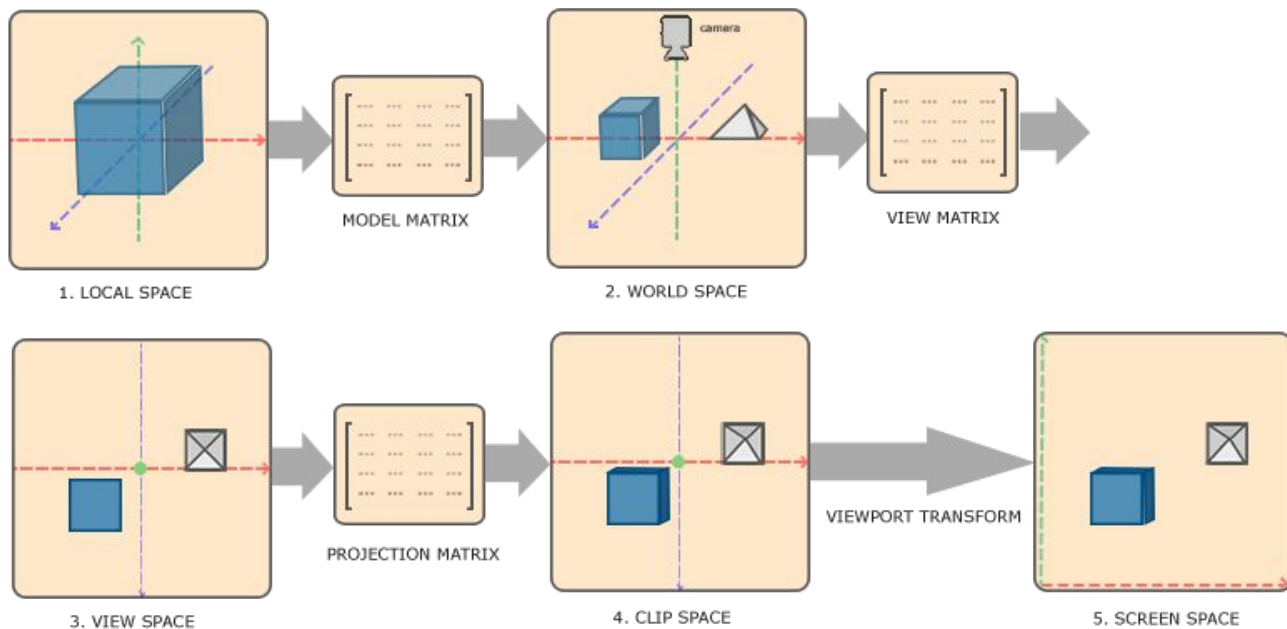 camera
MODEL MATRIX
VIEW MATRIX
1. LOCAL SPACE
2. WORLD SPACE
PROJECTION MATRIX
VIEWPORT TRANSFORM
3. VIEW SPACE
4. CLIP SPACE
5. SCREEN SPACE